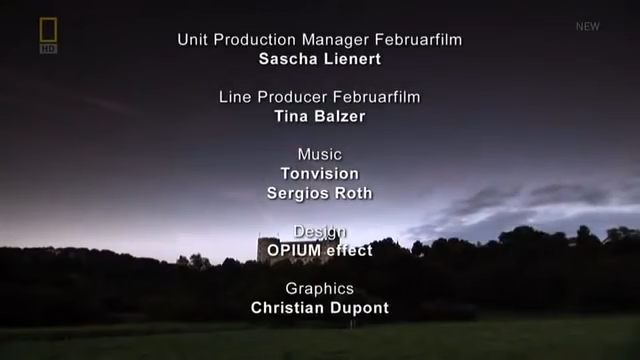 HD
NEW
Unit Production Manager Februarfilm
Sascha Lienert
Line Producer Februarfilm
Tina Balzer
Music
Tonvision
Sergios Roth
Design
OPIUM effect
Graphics
Christian Dupont